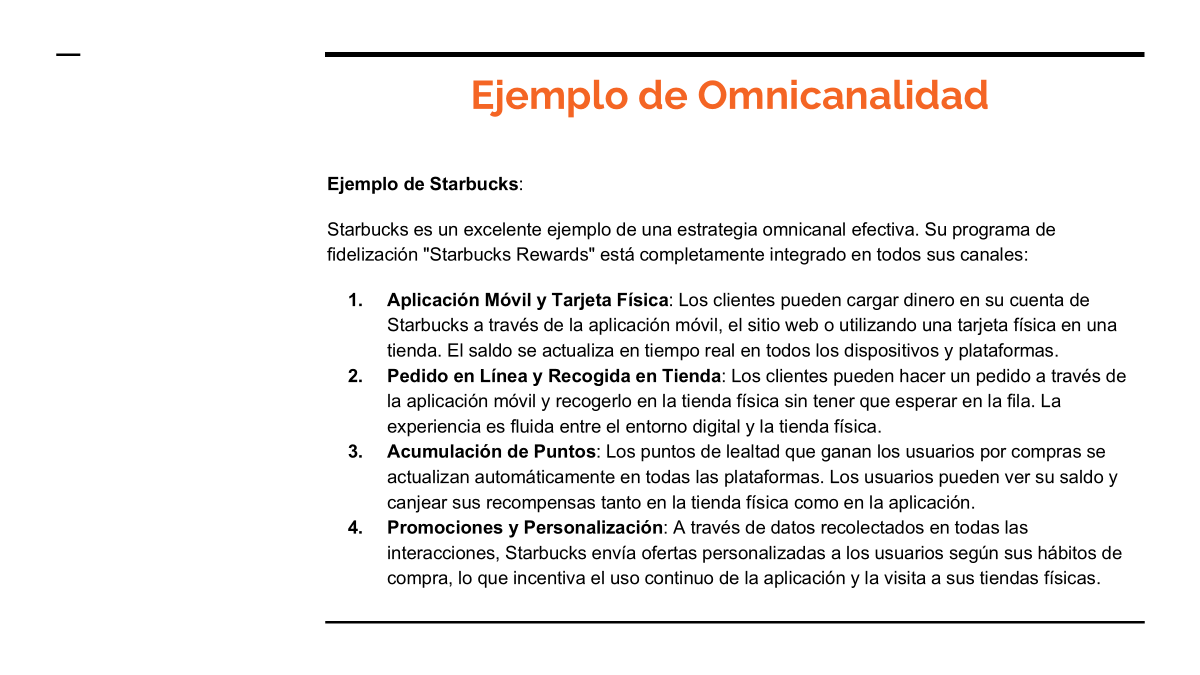 Ejemplo de Omnicanalidad
Ejemplo de Starbucks:
Starbucks es un excelente ejemplo de una estrategia omnicanal efectiva. Su programa de
fidelización "Starbucks Rewards" está completamente integrado en todos sus canales:
1. Aplicación Móvil y Tarjeta Física: Los clientes pueden cargar dinero en su cuenta de
Starbucks a través de la aplicación móvil, el sitio web o utilizando una tarjeta física en una
tienda. El saldo se actualiza en tiempo real en todos los dispositivos y plataformas.
2. Pedido en Línea y Recogida en Tienda: Los clientes pueden hacer un pedido a través de
la aplicación móvil y recogerlo en la tienda física sin tener que esperar en la fila. La
experiencia es fluida entre el entorno digital y la tienda física.
3. Acumulación de Puntos: Los puntos de lealtad que ganan los usuarios por compras se
actualizan automáticamente en todas las plataformas. Los usuarios pueden ver su saldo y
canjear sus recompensas tanto en la tienda física como en la aplicación.
4. Promociones y Personalización: A través de datos recolectados en todas las
interacciones, Starbucks envía ofertas personalizadas a los usuarios según sus hábitos de
compra, lo que incentiva el uso continuo de la aplicación y la visita a sus tiendas físicas.